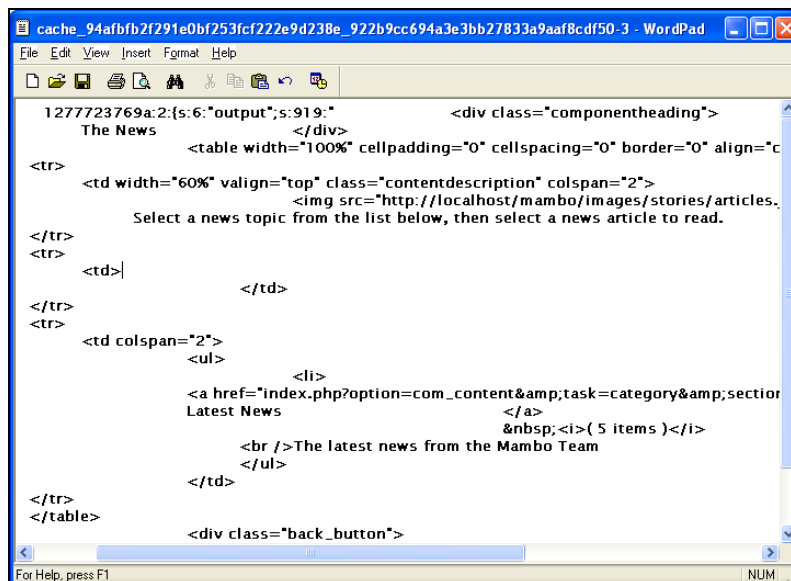 cache_94afbfb2f291e0bf253fcf222e9d238e_922b9cc694a3e3bb27833a9aaf8cdf50-3 - WordPad
File Edit View Insert Format Help
1277723769a:2:{s:6:"output";s:919:" <div class="componentheading">
The News </div>
<table width="100%" cellpadding="0" cellspacing="0" border="0" align="c
<tr>
<td width="60%" valign="top" class="contentdescription" colspan="2">
<img src="http://localhost/mambo/images/stories/articles.
Select a news topic from the list below, then select a news article to read.
</tr>
<tr>
<td>
</td>
</tr>
<tr>
<td colspan="2">
<ul>
<li>
<a href="index.php?option=com_content&amp;task=category&amp;section
Latest News </a>
&nbsp;<i>( 5 items )</i>
<br />The latest news from the Mambo Team
</ul>
</td>
</tr>
</table>
<div class="back_button">
For Help, press F1 NUM